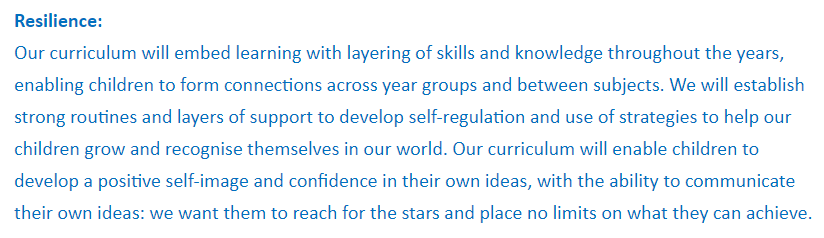 Resilience:
Our curriculum will embed learning with layering of skills and knowledge throughout the years,
enabling children to form connections across year groups and between subjects. We will establish
strong routines and layers of support to develop self-regulation and use of strategies to help our
children grow and recognise themselves in our world. Our curriculum will enable children to
develop a positive self-image and confidence in their own ideas, with the ability to communicate
their own ideas: we want them to reach for the stars and place no limits on what they can achieve.